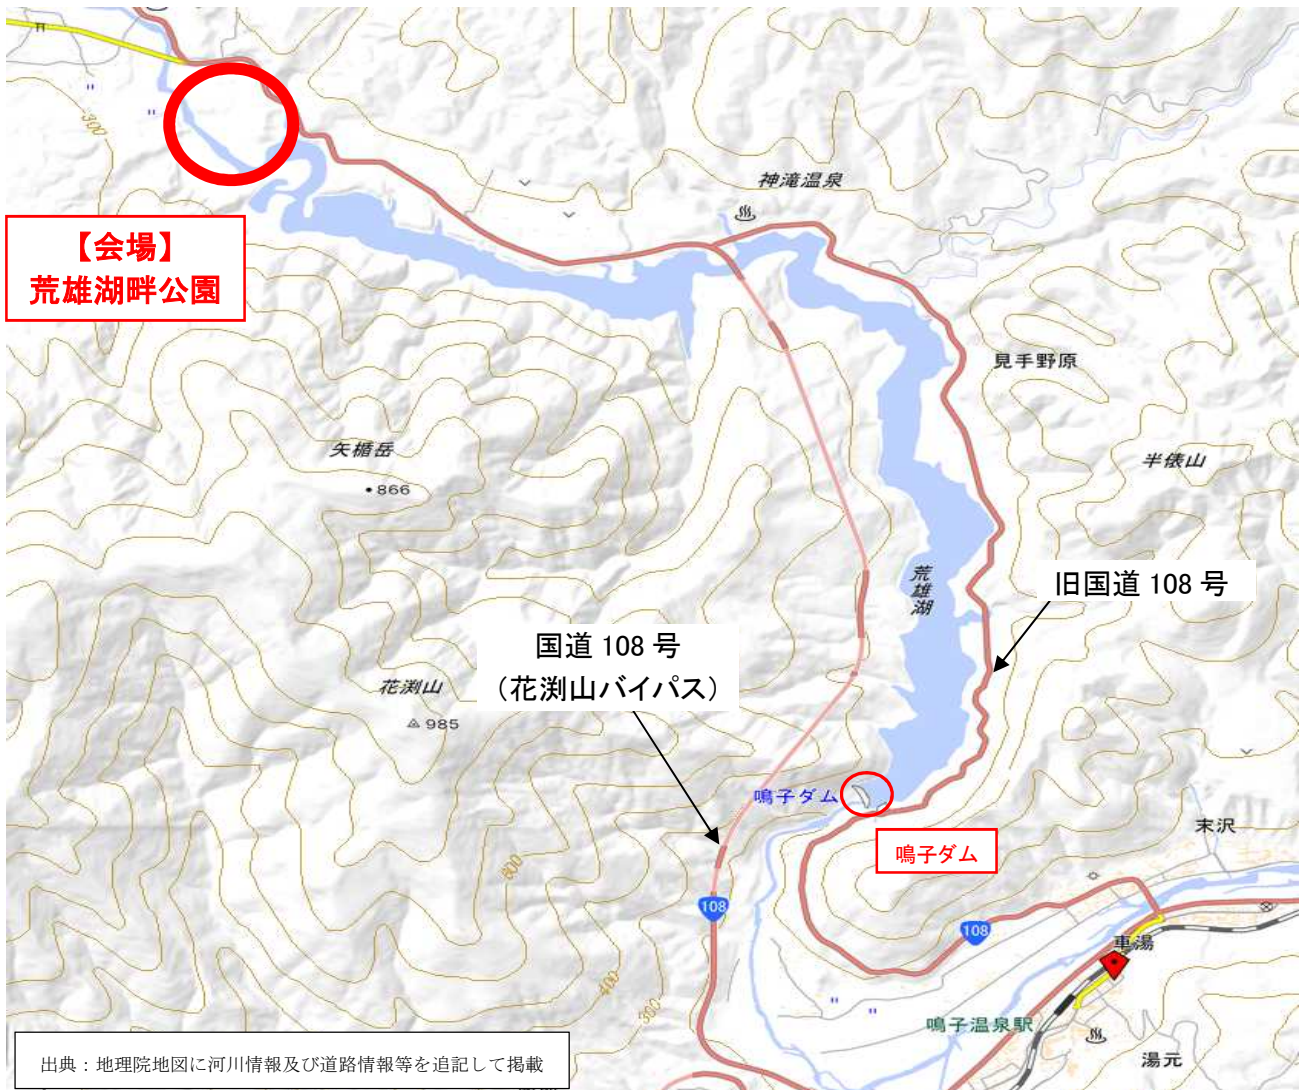 300
神滝温泉
【会場】
荒雄湖畔公園
見手野原
矢楯岳
866
半俵山
荒雄湖
旧国道 108 号
国道 108 号
（花渕山バイパス）
花渕山
985
鳴子ダム
鳴子ダム
末沢
600
108
108
車湯
400
300
鳴子温泉駅
湯元
出典：地理院地図に河川情報及び道路情報等を追記して掲載